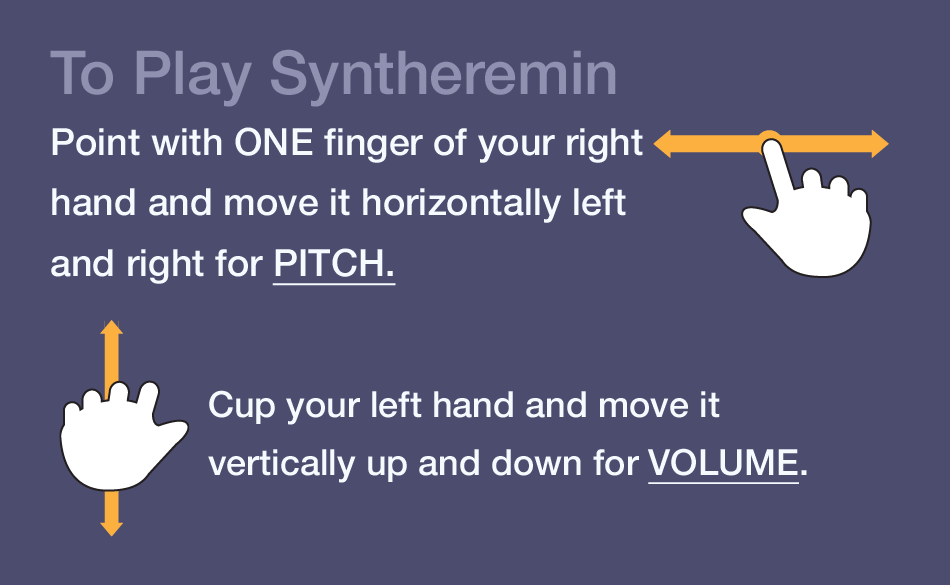 To Play Syntheremin
Point with ONE finger of your right
hand and move it horizontally left
and right for PITCH.
Cup your left hand and move it
vertically up and down for VOLUME.